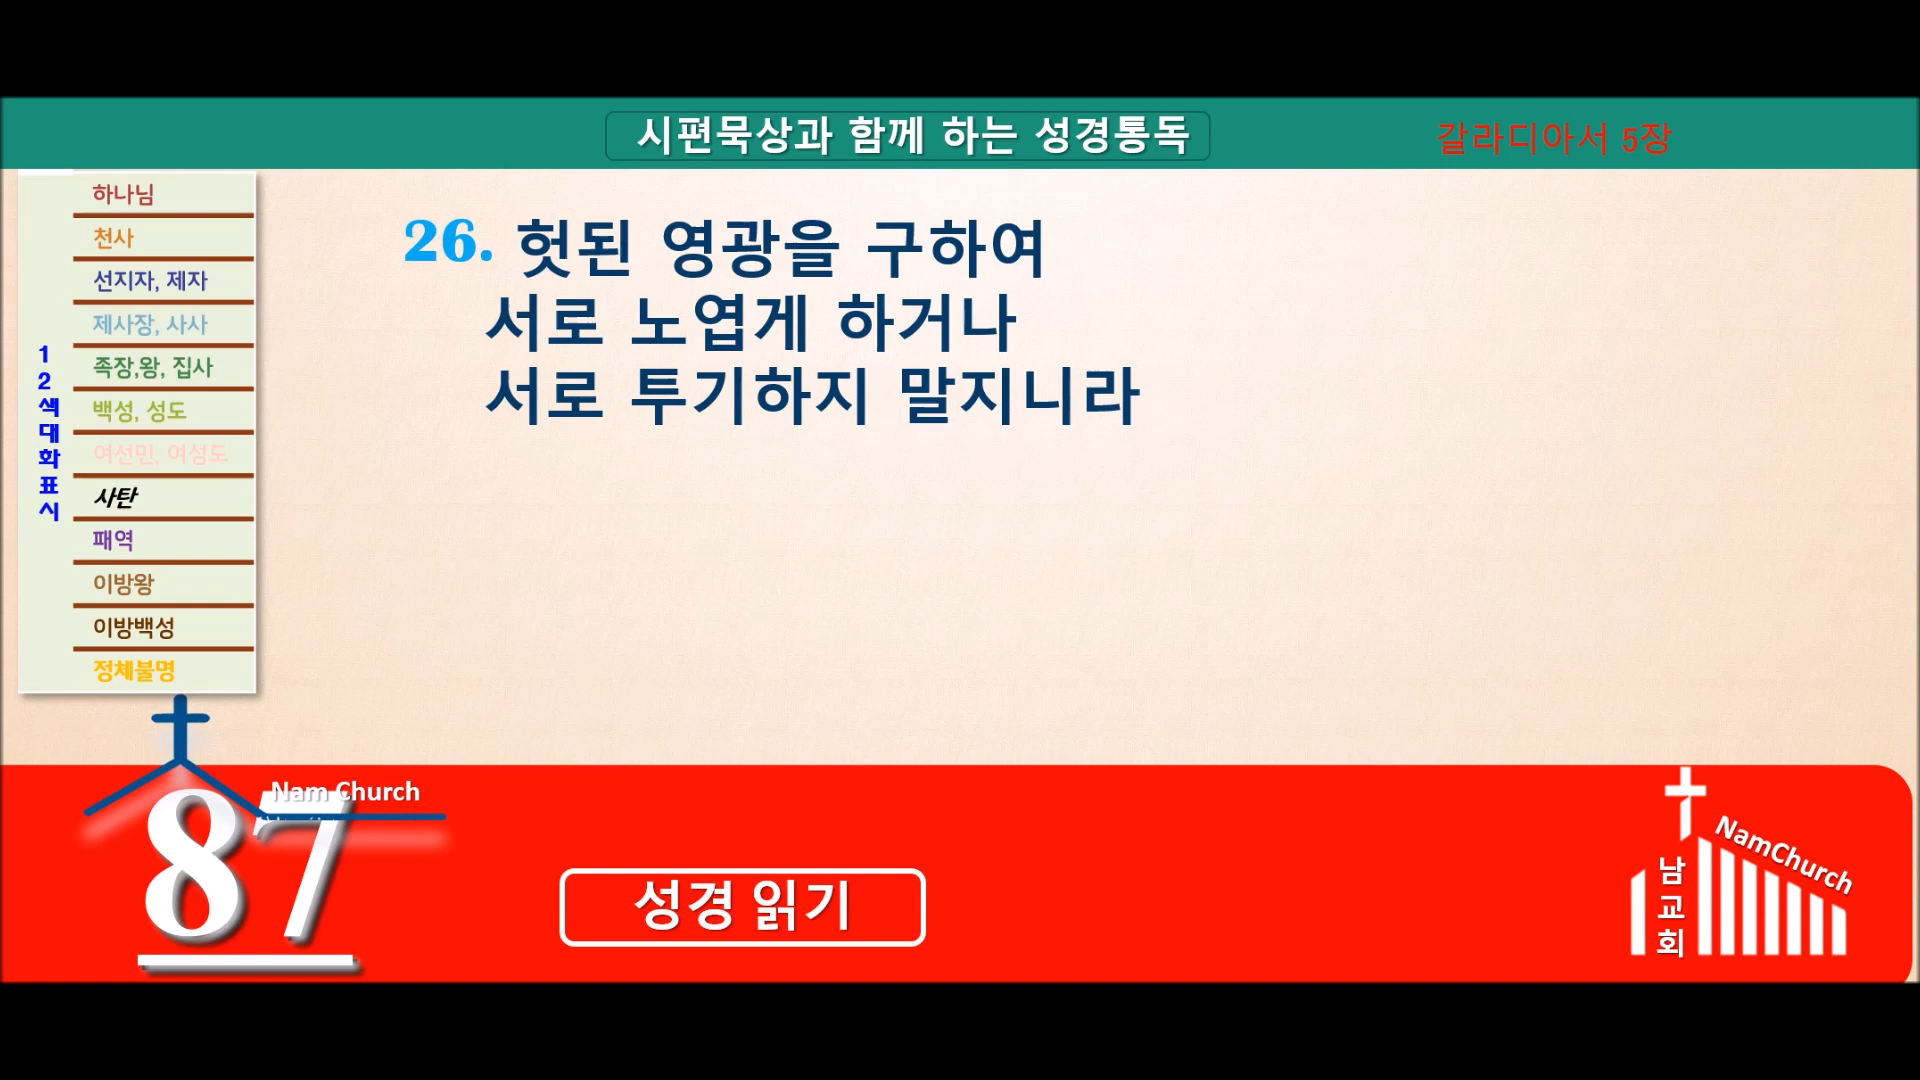 시편묵상과 함께 하는 성경통독
갈라디아서 5장
12색대화표시
하나님
천사
선지자, 제자
제사장, 사사
족장,왕, 집사
백성, 성도
여선민, 여성도
사탄
패역
이방왕
이방백성
정체불명
26. 헛된 영광을 구하여
서로 노엽게 하거나
서로 투기하지 말지니라
Nam Church
87
성경 읽기
남교회
NamChurch